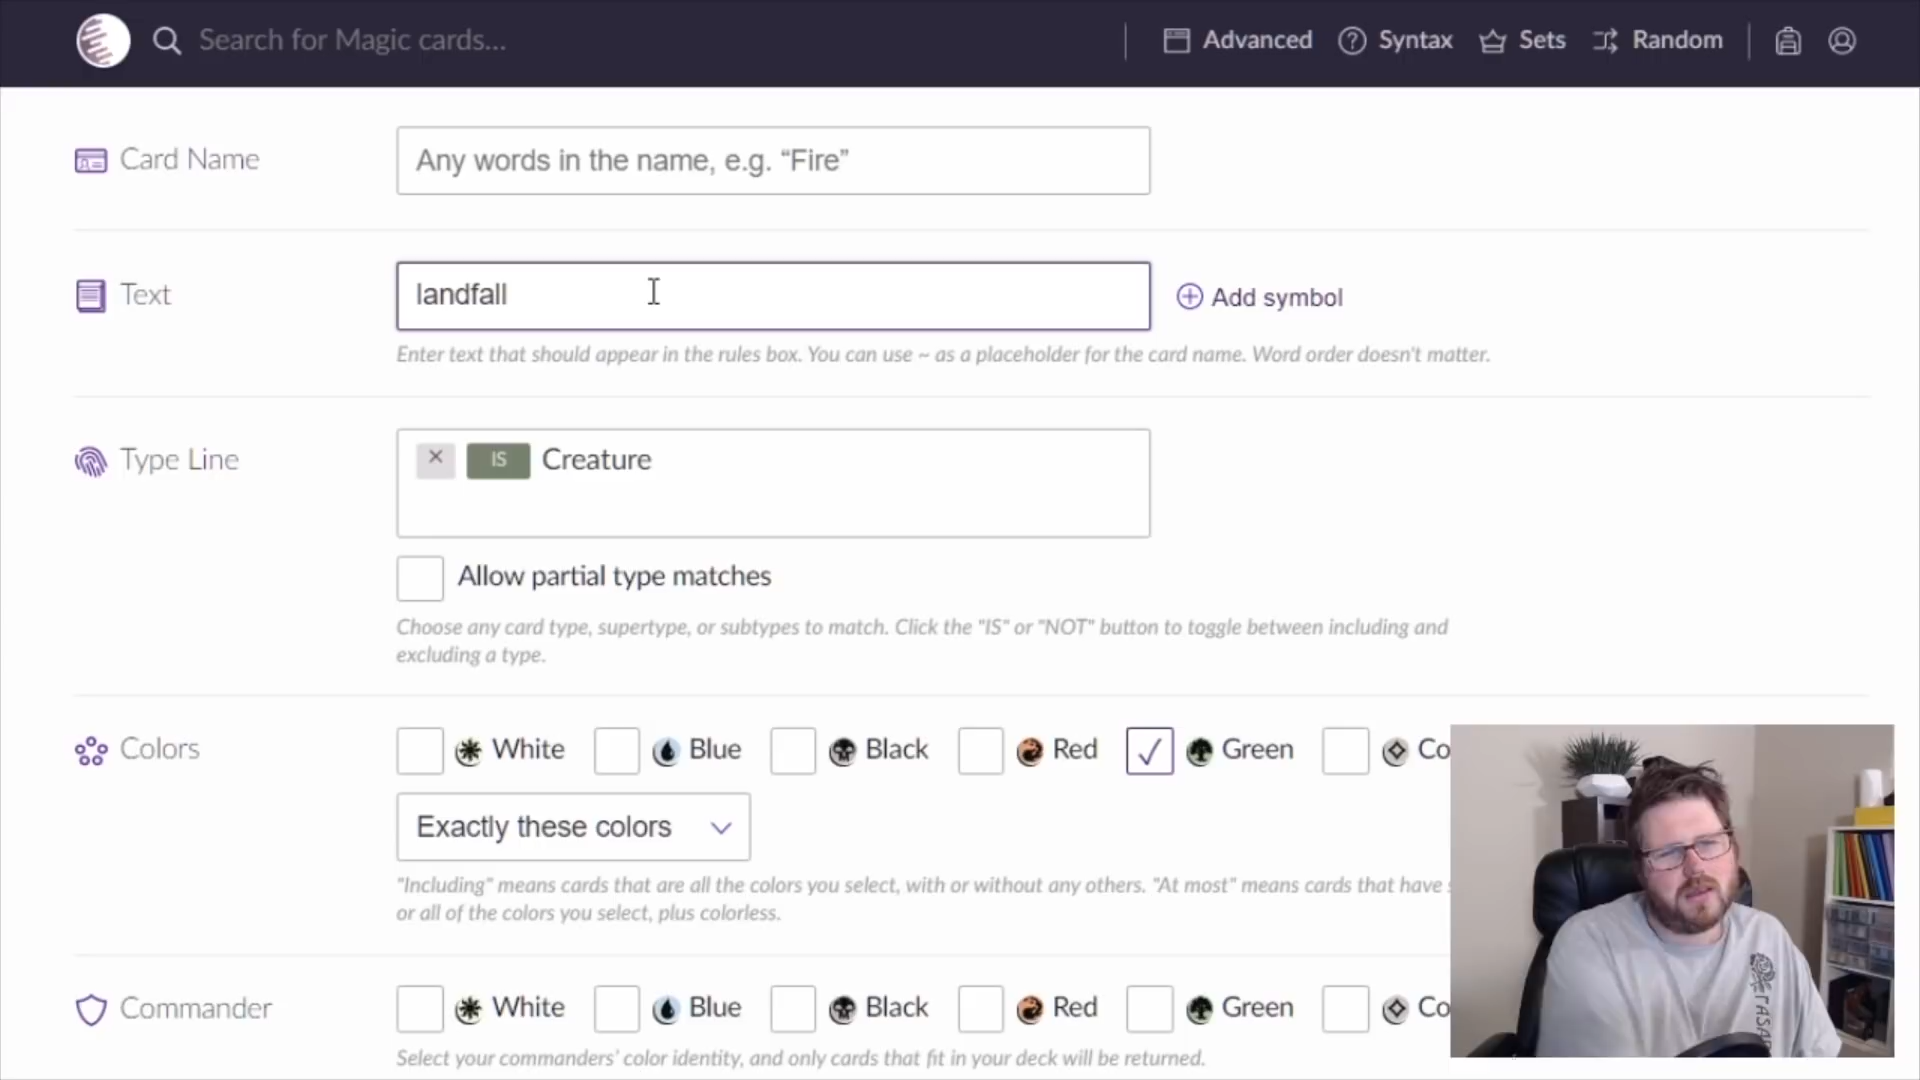 Search for Magic cards...
Advanced
Syntax
Sets
Random
Card Name
Any words in the name, e.g. “Fire”
Text
landfall
Add symbol
Enter text that should appear in the rules box. You can use ~ as a placeholder for the card name. Word order doesn't matter.
Type Line
× IS Creature
Allow partial type matches
Choose any card type, supertype, or subtypes to match. Click the "IS" or "NOT" button to toggle between including and
excluding a type.
Colors
White
Blue
Black
Red
Green
Co
Exactly these colors
"Including" means cards that are all the colors you select, with or without any others. "At most" means cards that have
or all of the colors you select, plus colorless.
Commander
White
Blue
Black
Red
Green
Co
Select your commanders’ color identity, and only cards that fit in your deck will be returned.